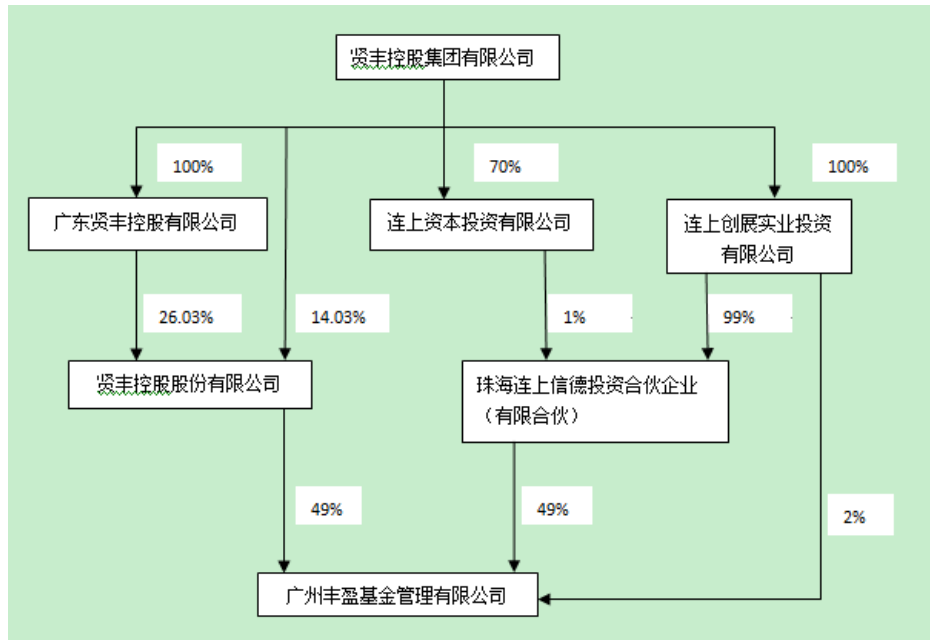 贤丰控股集团有限公司
100%
70%
100%
广东贤丰控股有限公司
连上资本投资有限公司
连上创展实业投资
有限公司
26.03%
14.03%
1%
99%
贤丰控股股份有限公司
珠海连上信德投资合伙企业
（有限合伙）
49%
49%
2%
广州丰盈基金管理有限公司